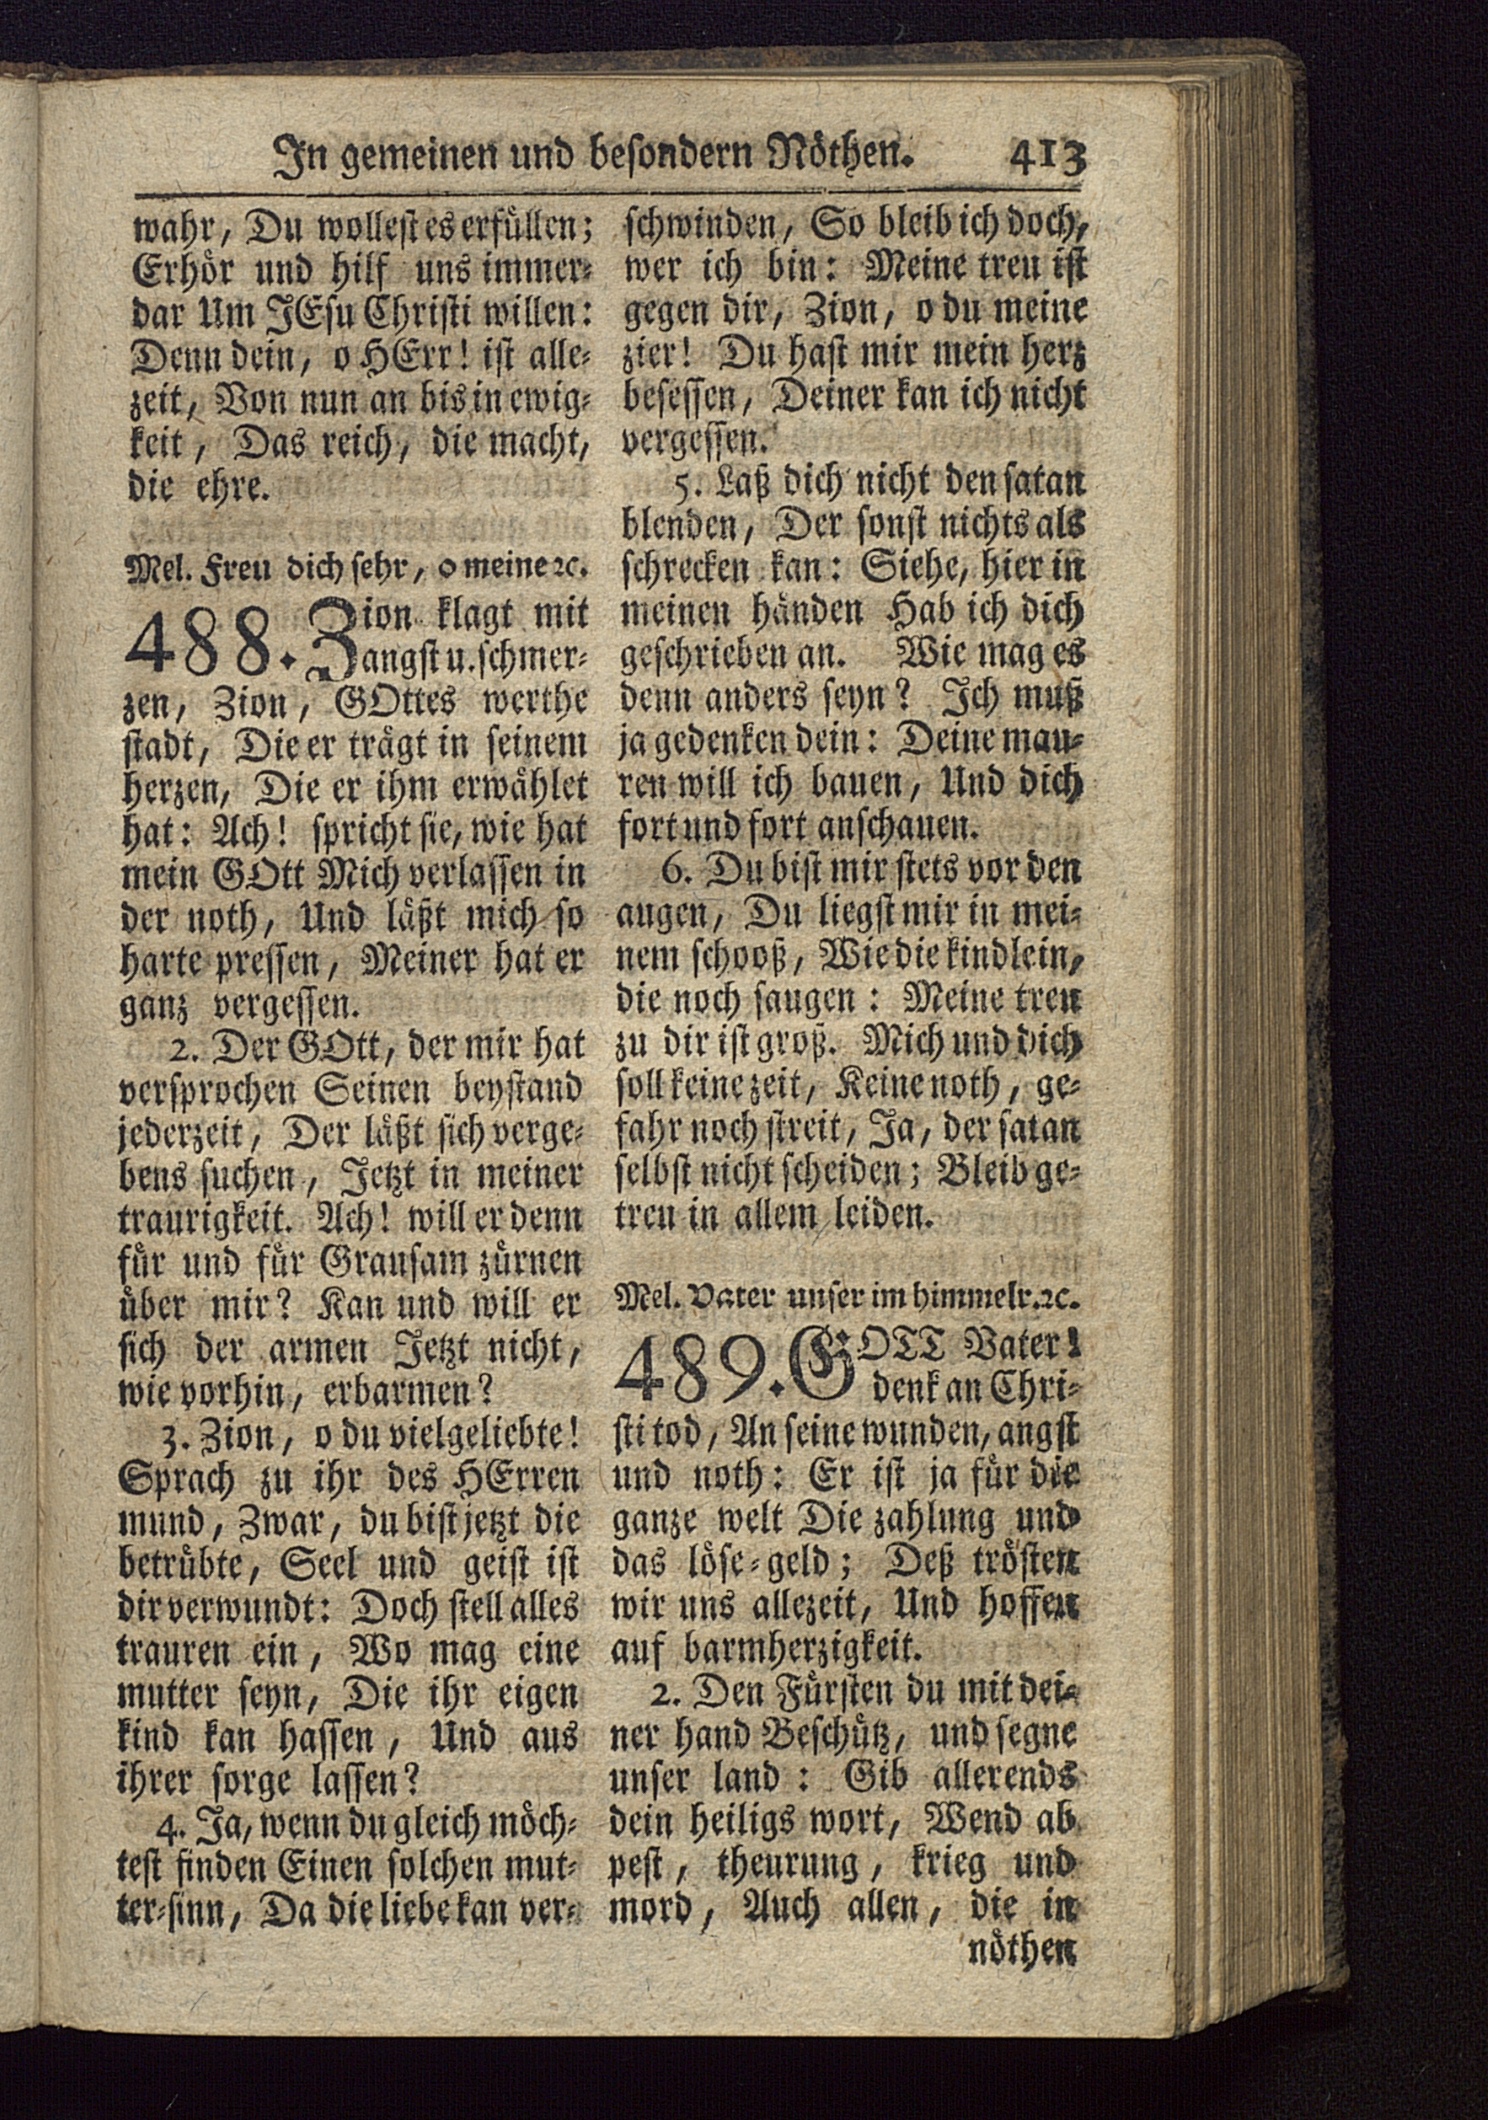 In gemeinen und besondern Nöthen. 413
wahr, Du wollest es erfüllen;
Erhör und hilf uns immer-
dar Um JEsu Christi willen:
Denn dein, o HErr! ist alle-
zeit, Von nun an bis in ewig-
keit, Das reich, die macht,
die ehre.
Mel. Freu dich sehr, o meine ꝛc.
488. Zion klagt mit
angst u. schmer-
zen, Zion, GOttes werthe
stadt, Die er trägt in seinem
herzen, Die er ihm erwählet
hat: Ach! spricht sie, wie hat
mein GOtt Mich verlassen in
der noth, Und läßt mich so
harte pressen, Meiner hat er
ganz vergessen.
2. Der GOtt, der mir hat
versprochen Seinen beystand
jederzeit, Der läßt sich verge-
bens suchen, Jetzt in meiner
traurigkeit. Ach! will er denn
für und für Grausam zürnen
über mir? Kan und will er
sich der armen Jetzt nicht,
wie vorhin, erbarmen?
3. Zion, o du vielgeliebte!
Sprach zu ihr des HErren
mund, Zwar, du bist jetzt die
betrübte, Seel und geist ist
dir verwundt: Doch stell alles
trauren ein, Wo mag eine
mutter seyn, Die ihr eigen
kind kan hassen, Und aus
ihrer sorge lassen?
4. Ja, wenn du gleich möch-
test finden Einen solchen mut-
ter-sinn, Da die liebe kan ver-
schwinden, So bleib ich doch,
wer ich bin: Meine treu ist
gegen dir, Zion, o du meine
zier! Du hast mir mein herz
besessen, Deiner kan ich nicht
vergessen.
5. Laß dich nicht den satan
blenden, Der sonst nichts als
schrecken kan: Siehe, hier in
meinen händen Hab ich dich
geschrieben an. Wie mag es
denn anders seyn? Ich muß
ja gedenken dein: Deine mau-
ren will ich bauen, Und dich
fort und fort anschauen.
6. Du bist mir stets vor den
augen, Du liegst mir in mei-
nem schooß, Wie die kindlein,
die noch saugen: Meine treu
zu dir ist groß. Mich und dich
soll keine zeit, Keine noth, ge-
fahr noch streit, Ja, der satan
selbst nicht scheiden; Bleib ge-
treu in allem leiden.
Mel. Vater unser im himmelr. ꝛc.
489. GOTT Vater!
denk an Chri-
sti tod, An seine wunden, angst
und noth: Er ist ja für die
ganze welt Die zahlung und
das löse-geld; Deß trösten
wir uns allezeit, Und hoffen
auf barmherzigkeit.
2. Den Fürsten du mit dei-
ner hand Beschütz, und segne
unser land: Gib allerends
dein heiligs wort, Wend ab
pest, theurung, krieg und
mord, Auch allen, die in
nöthen